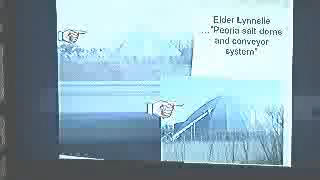 Elder Lynnelle
..."Peoria salt dome
and conveyor
system"